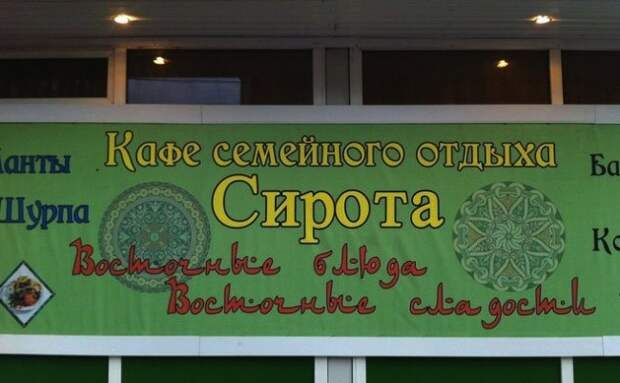 Кафе семейного отдыха
Сирота
Восточные блюда
Восточные сладости
Манты
Шурпа